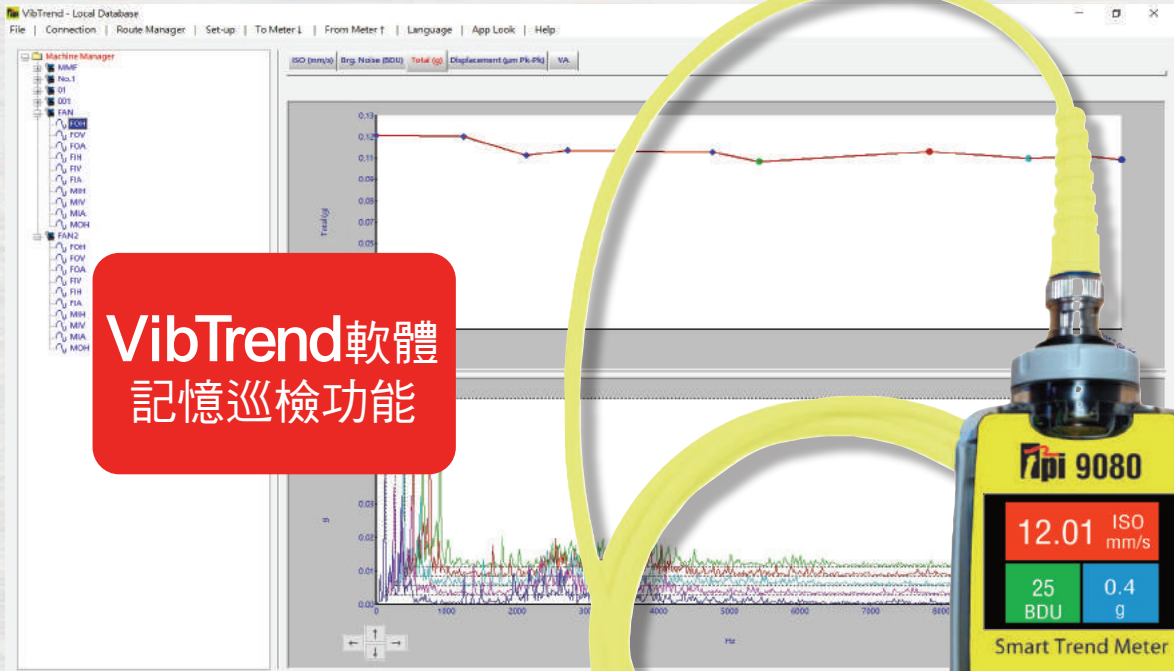 VibTrend - Local Database
File | Connection | Route Manager | Set-up | To Meter↓ | From Meter↑ | Language | App Look | Help
Machine Manager
MMF
No.1
01
001
FAN
FOH
FOV
FOA
FIH
FIV
FIA
MIH
MIV
MIA
MOH
FAN2
FOH
FOV
FOA
FIV
FIH
FIA
MIH
MIV
MIA
MOH
ISO (mm/s) Brg. Noise (BDU) Total (g) Displacement (µm Pk-Pk) VA
0.13
0.12
0.11
0.09
0.08
0.07
0.05
Total (g)
VibTrend軟體
記憶巡檢功能
0.03
0.02
0.01
0.00
g
0 1000 2000 4000 5000 6000 7000
Hz
tpi 9080
12.01 ISO mm/s
25 BDU
0.4 g
Smart Trend Meter